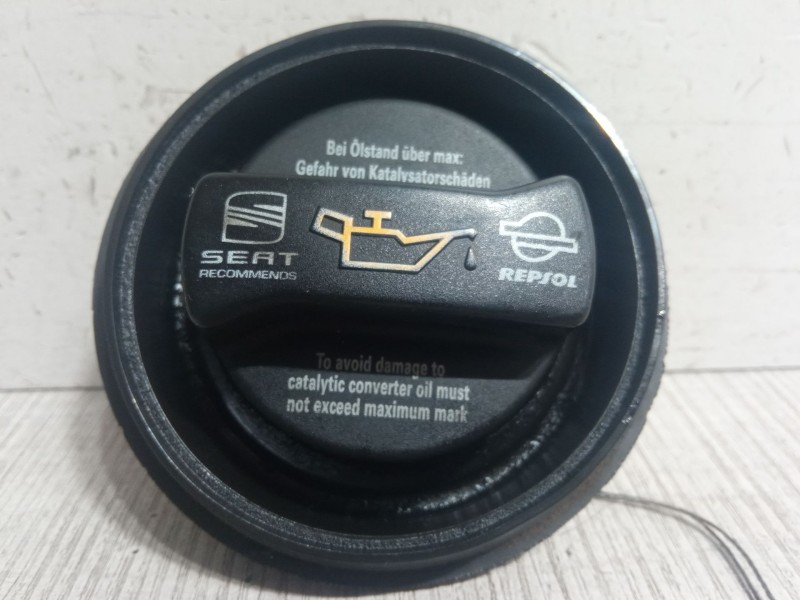 Bei Ölstand über max:
Gefahr von Katalysatorschäden
SEAT
RECOMMENDS
REPSOL
To avoid damage to
catalytic converter oil must
not exceed maximum mark